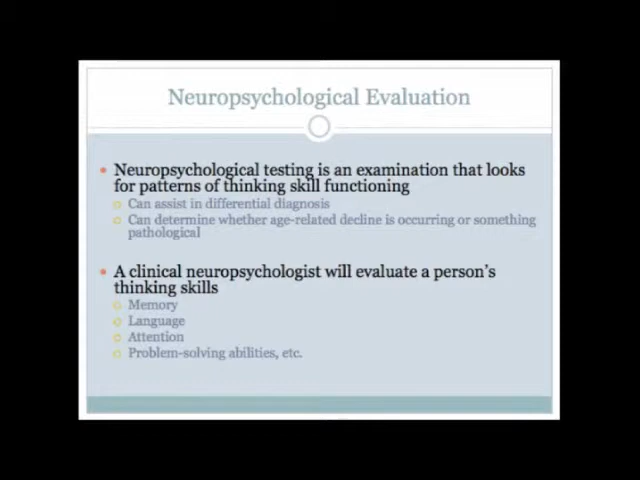 Neuropsychological Evaluation
Neuropsychological testing is an examination that looks
for patterns of thinking skill functioning
Can assist in differential diagnosis
Can determine whether age-related decline is occurring or something
pathological
A clinical neuropsychologist will evaluate a person's
thinking skills
Memory
Language
Attention
Problem-solving abilities, etc.